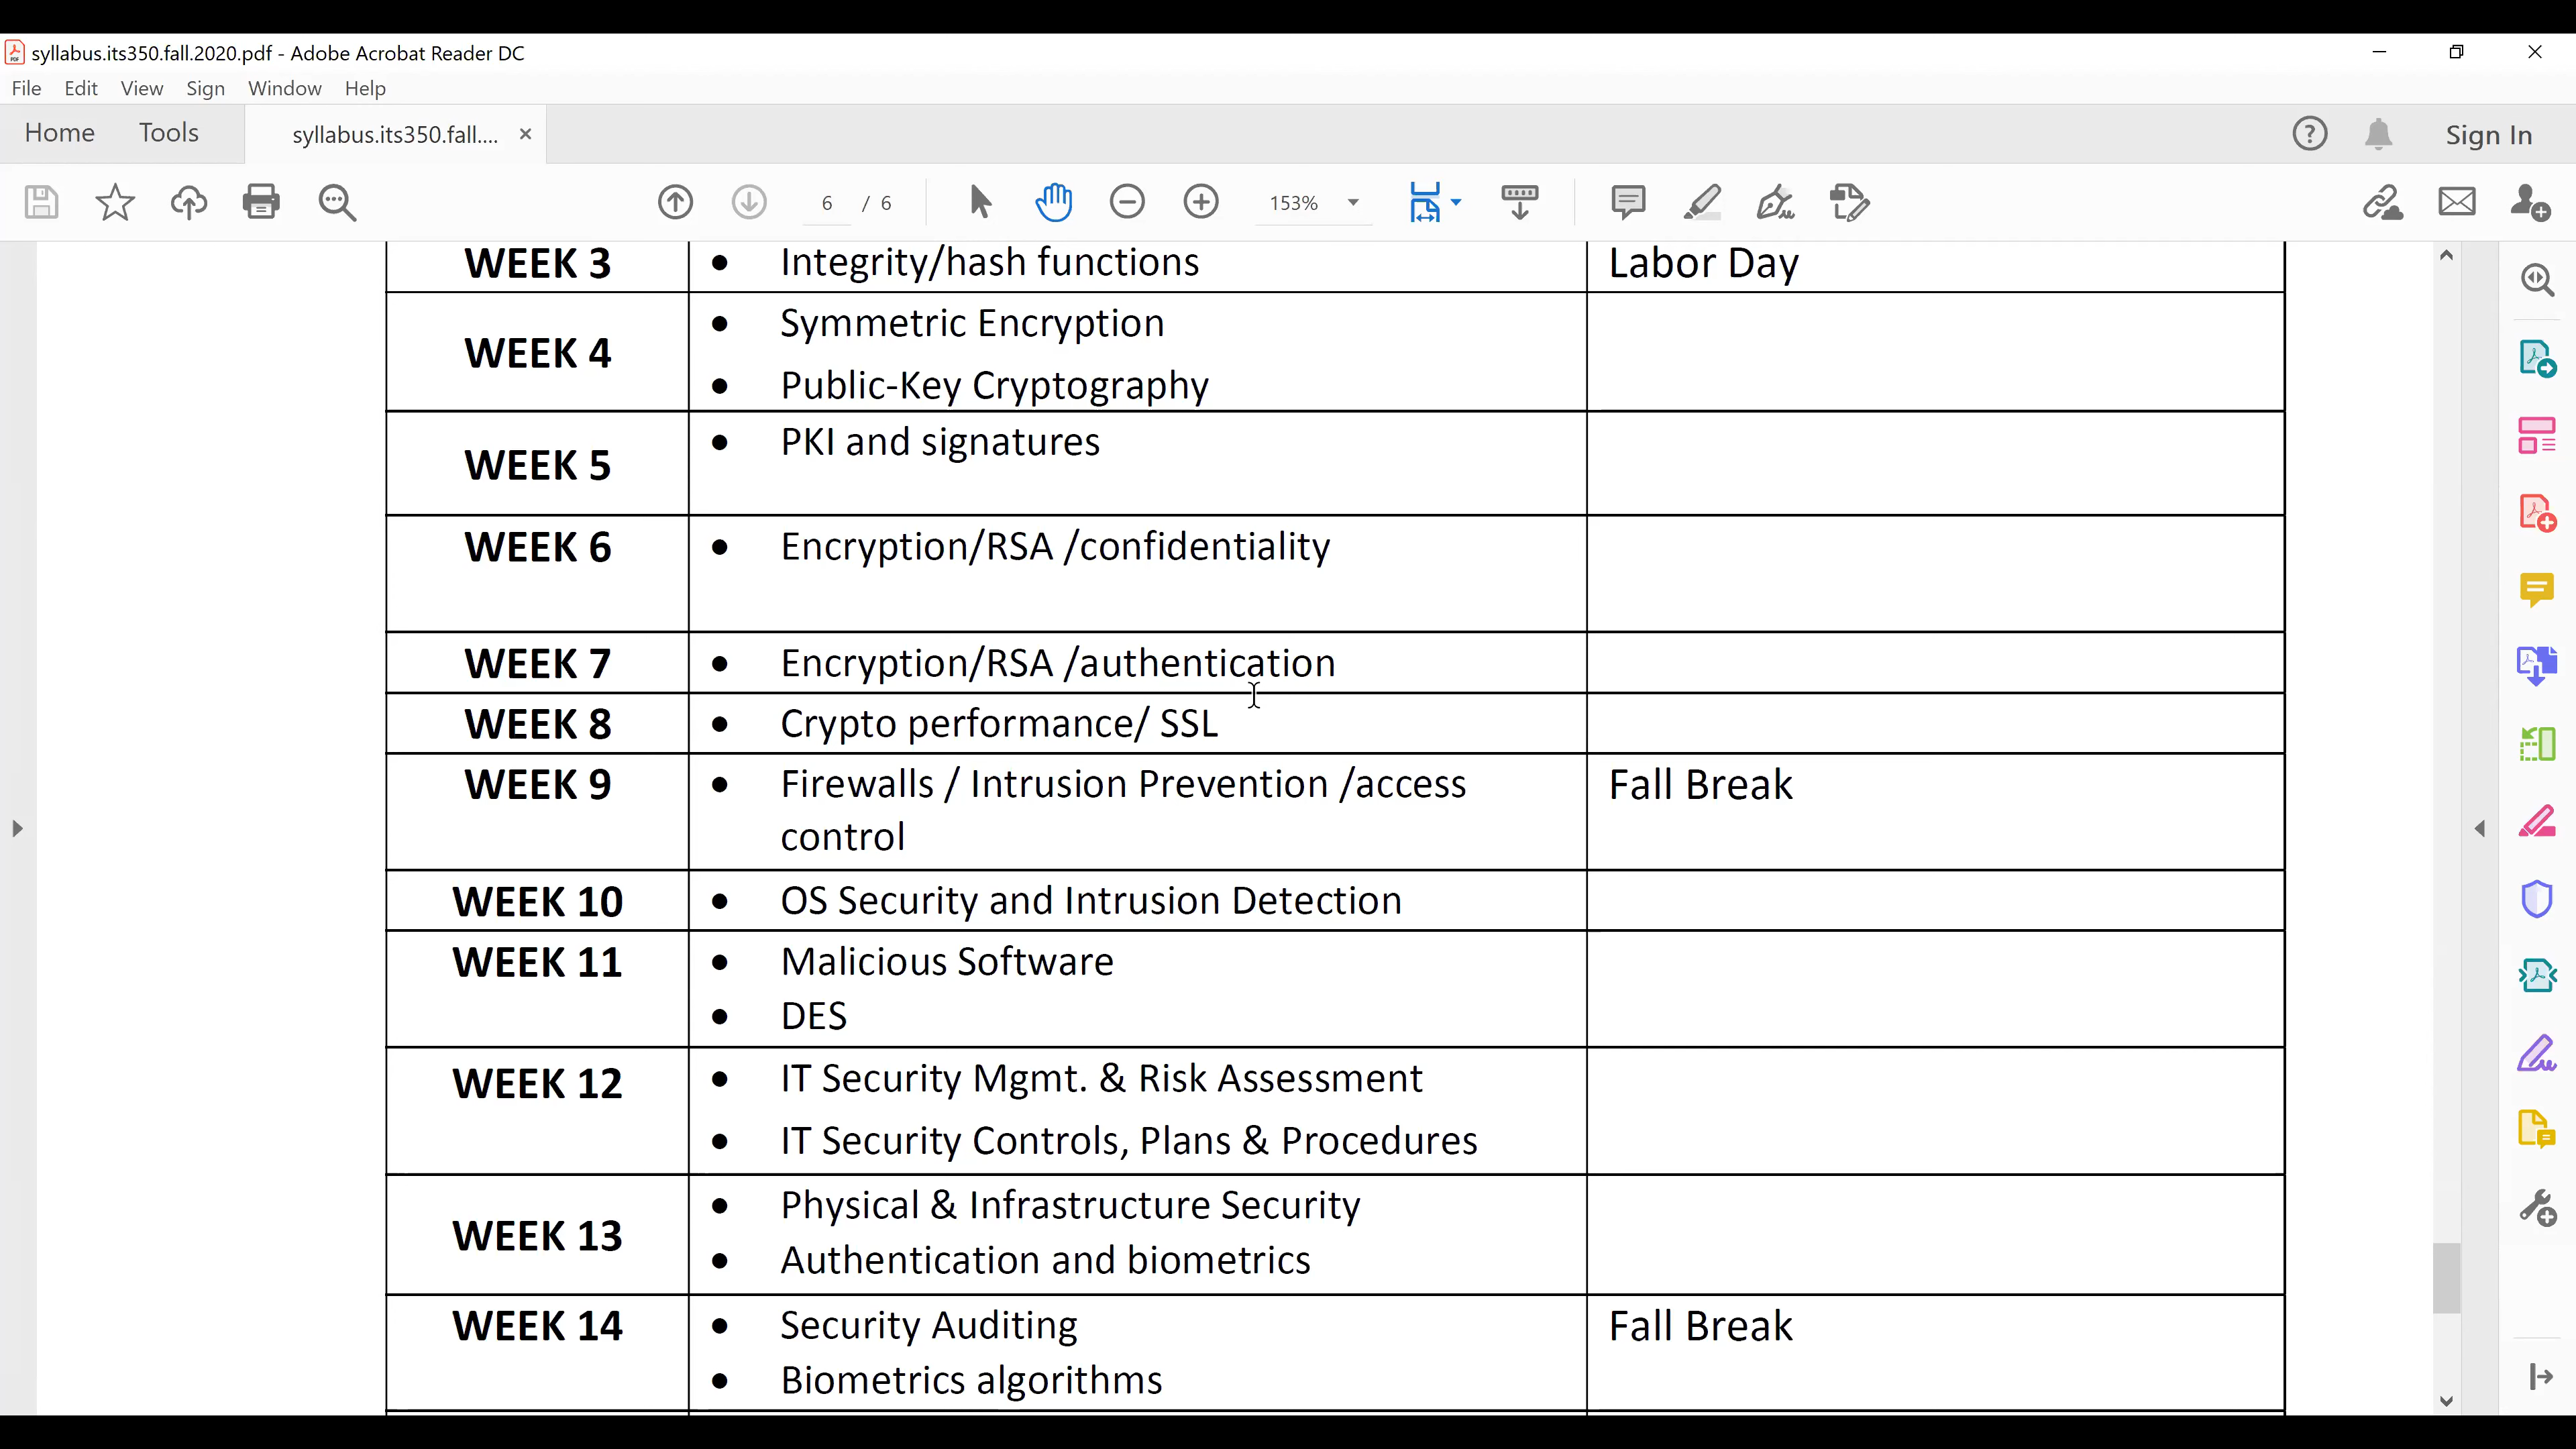 syllabus.its350.fall.2020.pdf - Adobe Acrobat Reader DC
File Edit View Sign Window Help
Home Tools syllabus.its350.fall.... × Sign In
6 / 6 153%
WEEK 3 • Integrity/hash functions Labor Day
WEEK 4 • Symmetric Encryption
• Public-Key Cryptography
WEEK 5 • PKI and signatures
WEEK 6 • Encryption/RSA /confidentiality
WEEK 7 • Encryption/RSA /authentication
WEEK 8 • Crypto performance/ SSL
WEEK 9 • Firewalls / Intrusion Prevention /access Fall Break
control
WEEK 10 • OS Security and Intrusion Detection
WEEK 11 • Malicious Software
• DES
WEEK 12 • IT Security Mgmt. & Risk Assessment
• IT Security Controls, Plans & Procedures
WEEK 13 • Physical & Infrastructure Security
• Authentication and biometrics
WEEK 14 • Security Auditing Fall Break
• Biometrics algorithms